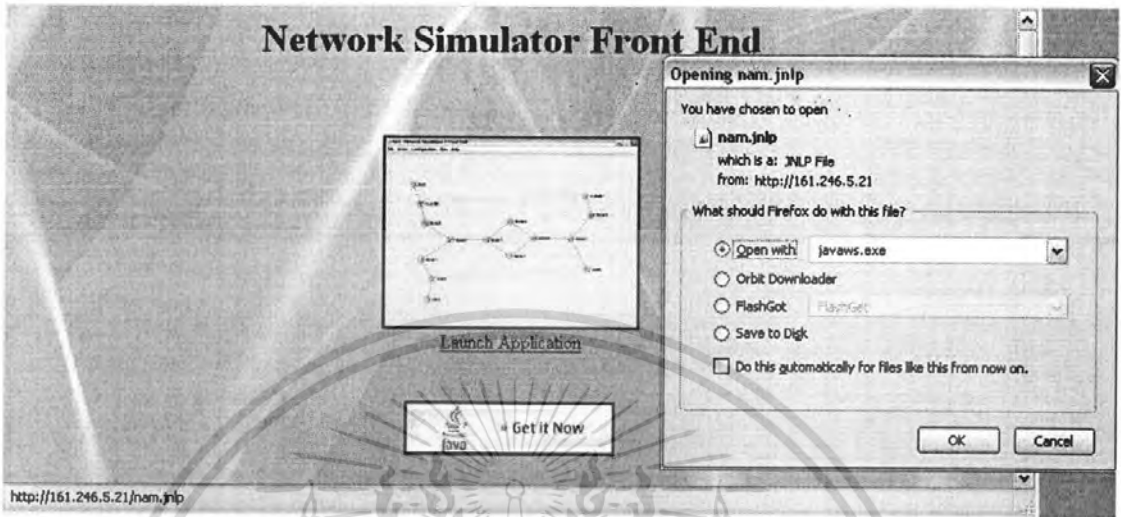 Network Simulator Front End
Launch Application
Java
» Get it Now
http://161.246.5.21/nam.jnlp
Opening nam.jnlp
You have chosen to open
nam.jnlp
which is a: JNLP File
from: http://161.246.5.21
What should Firefox do with this file?
Open with javaws.exe
Orbit Downloader
FlashGot FlashGet
Save to Disk
Do this automatically for files like this from now on.
OK Cancel